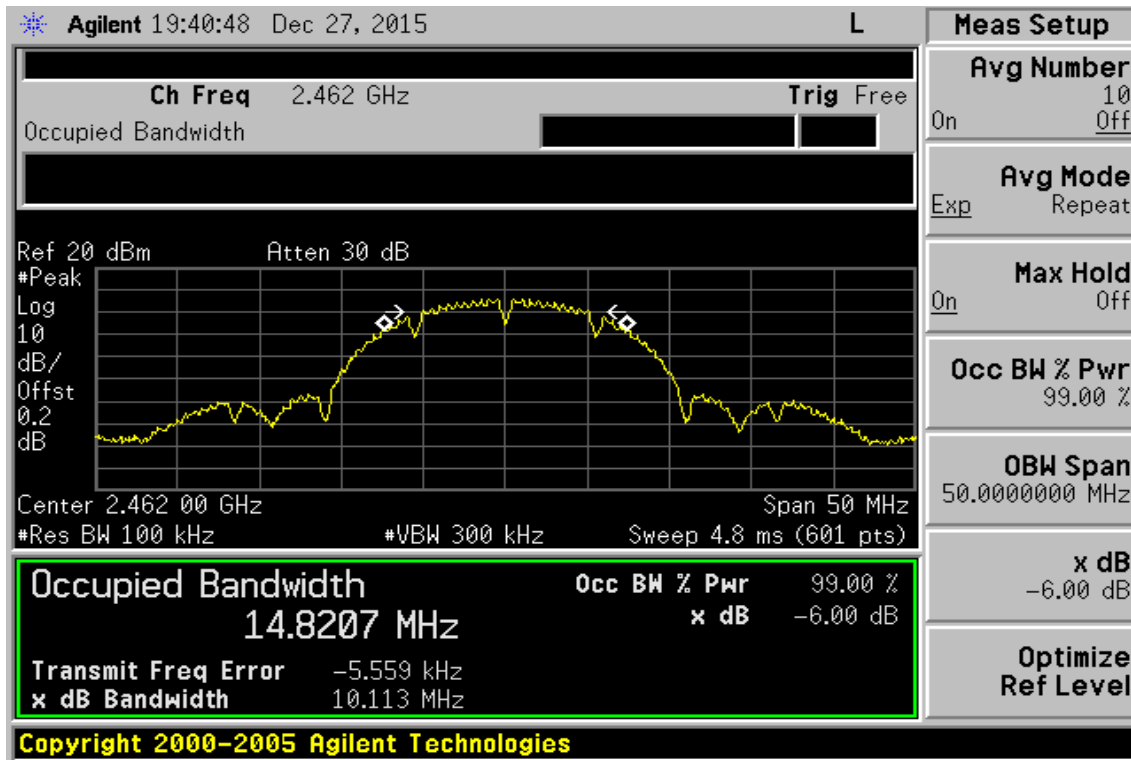 Agilent 19:40:48 Dec 27, 2015 L
Ch Freq 2.462 GHz Trig Free
Occupied Bandwidth
Ref 20 dBm Atten 30 dB
#Peak
Log
10
dB/
Offst
0.2
dB
Center 2.462 00 GHz Span 50 MHz
#Res BW 100 kHz #VBW 300 kHz Sweep 4.8 ms (601 pts)
Occupied Bandwidth Occ BW % Pwr 99.00 %
14.8207 MHz x dB -6.00 dB
Transmit Freq Error -5.559 kHz
x dB Bandwidth 10.113 MHz
Copyright 2000-2005 Agilent Technologies
Meas Setup
Avg Number
10
On Off
Avg Mode
Exp Repeat
Max Hold
On Off
Occ BW % Pwr
99.00 %
OBW Span
50.0000000 MHz
x dB
-6.00 dB
Optimize
Ref Level